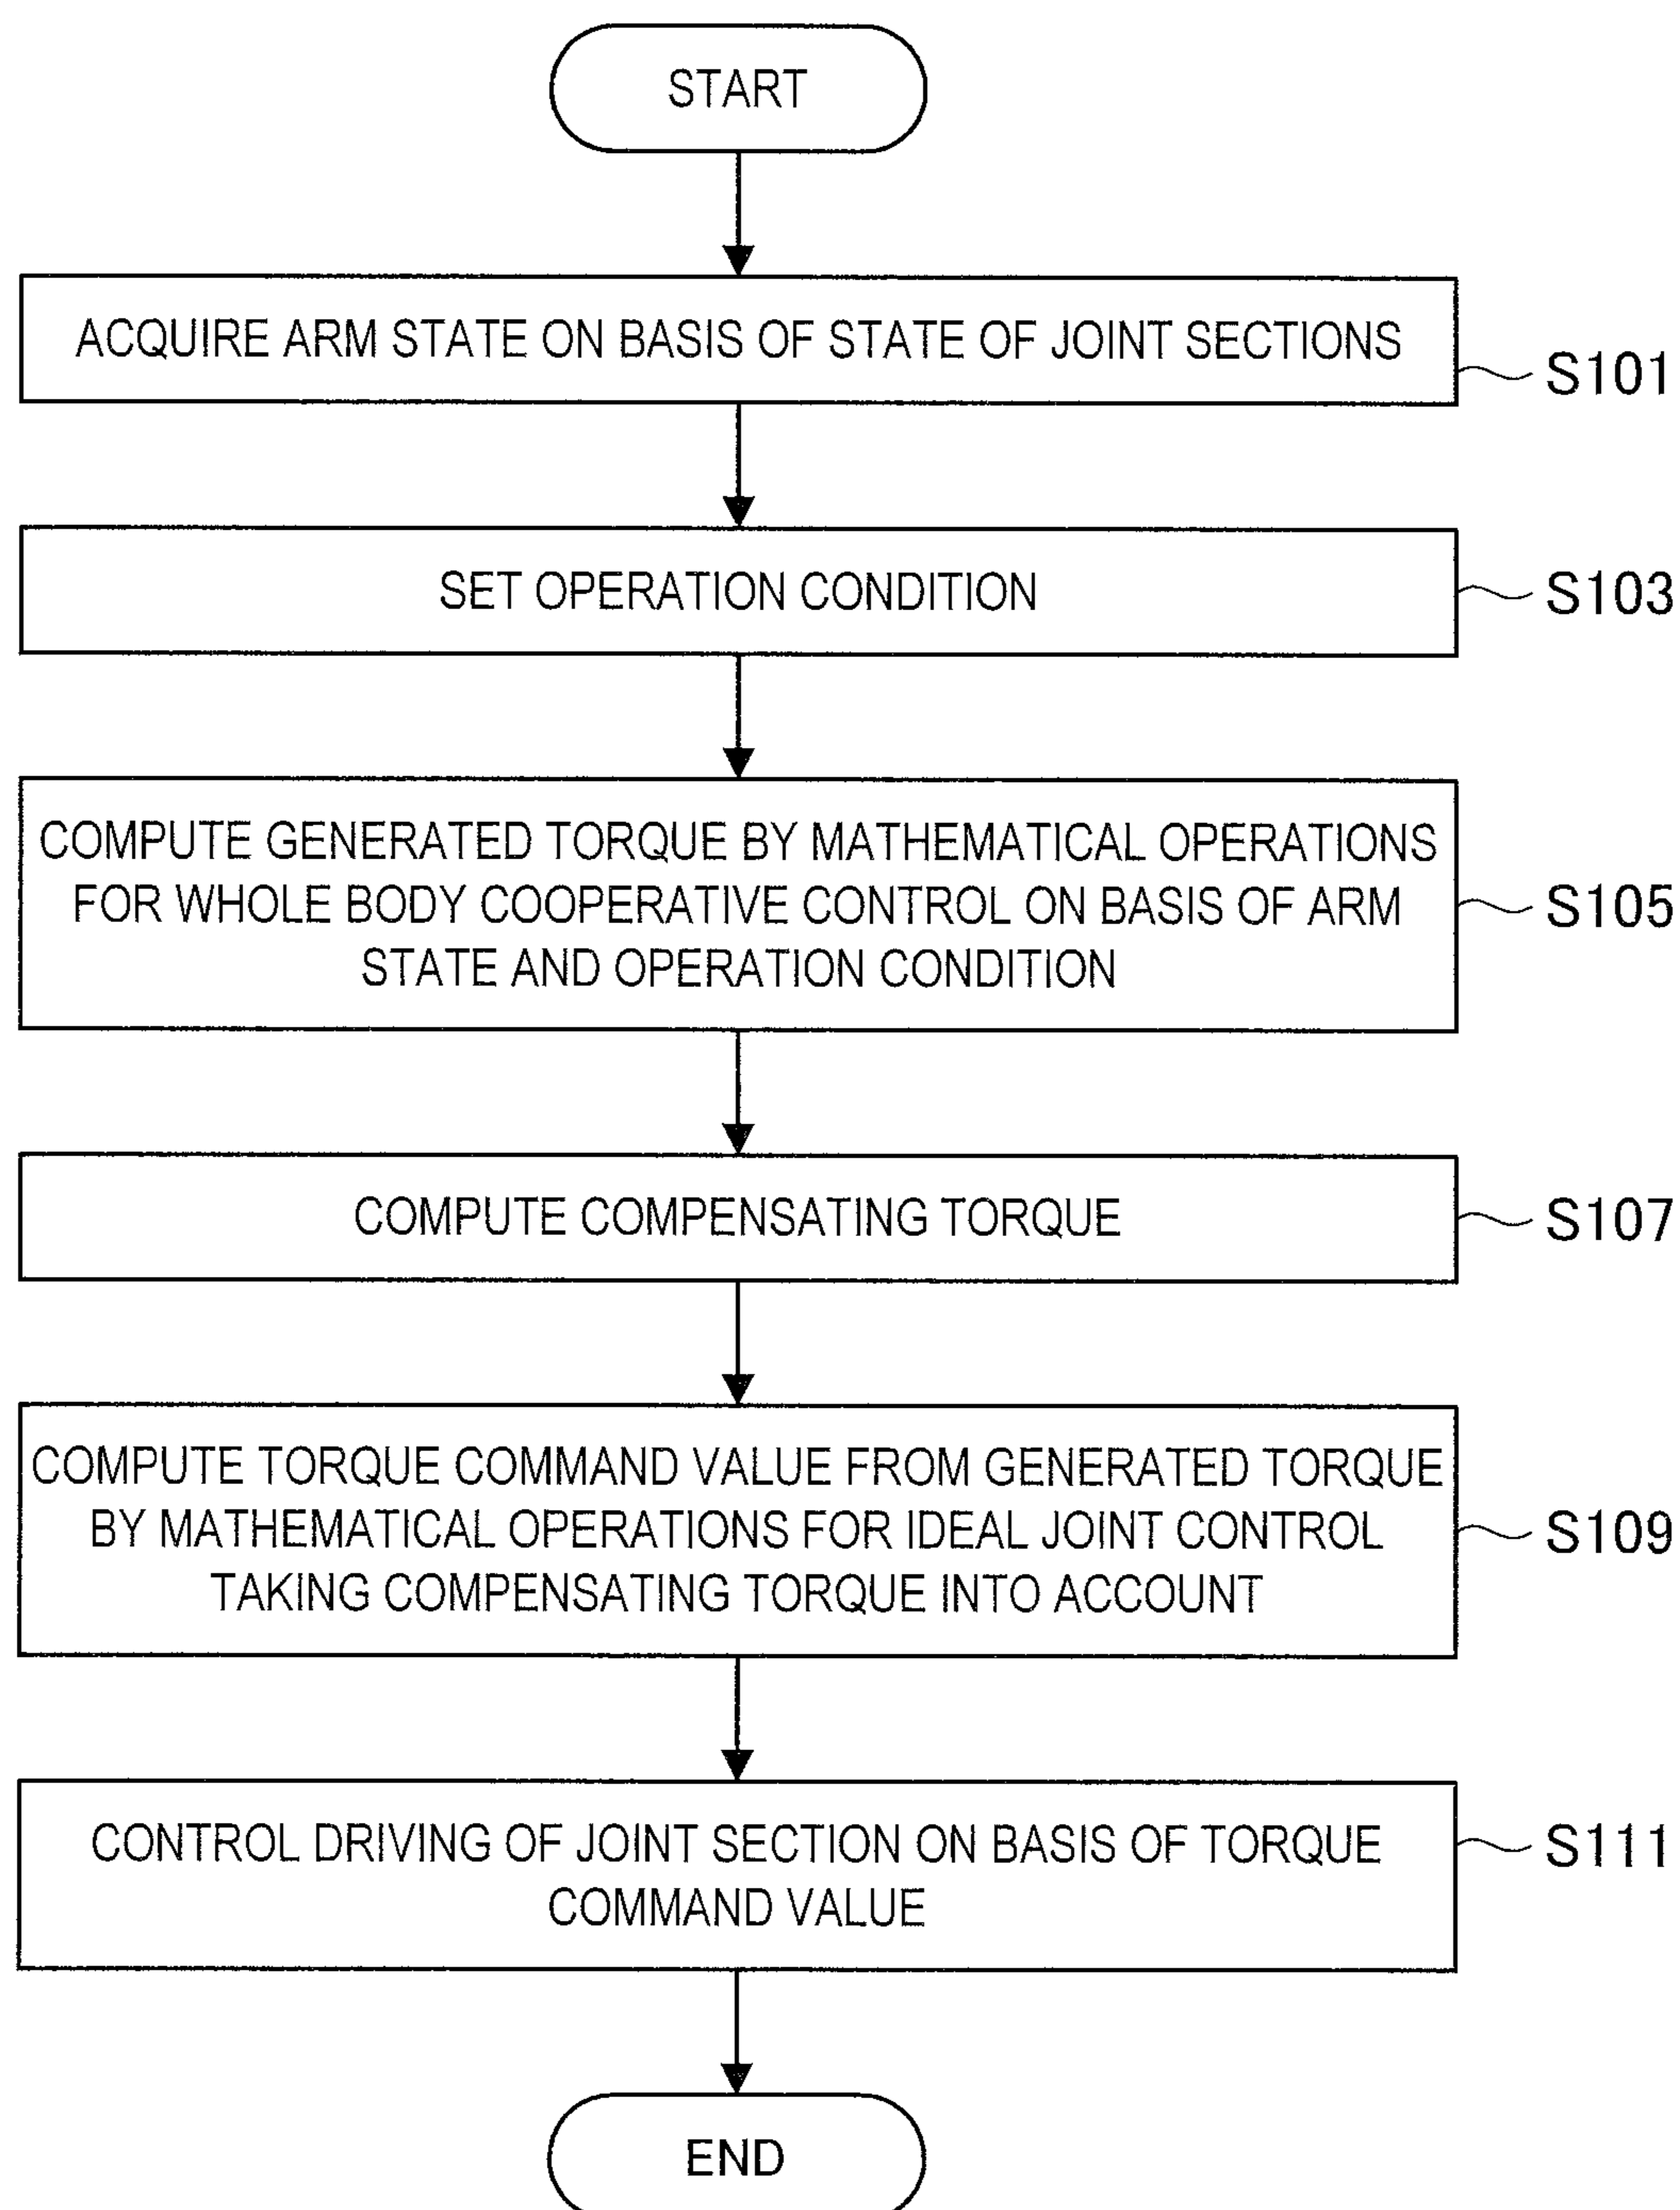 START
ACQUIRE ARM STATE ON BASIS OF STATE OF JOINT SECTIONS
S101
SET OPERATION CONDITION
S103
COMPUTE GENERATED TORQUE BY MATHEMATICAL OPERATIONS
FOR WHOLE BODY COOPERATIVE CONTROL ON BASIS OF ARM
STATE AND OPERATION CONDITION
S105
COMPUTE COMPENSATING TORQUE
S107
COMPUTE TORQUE COMMAND VALUE FROM GENERATED TORQUE
BY MATHEMATICAL OPERATIONS FOR IDEAL JOINT CONTROL
TAKING COMPENSATING TORQUE INTO ACCOUNT
S109
CONTROL DRIVING OF JOINT SECTION ON BASIS OF TORQUE
COMMAND VALUE
S111
END